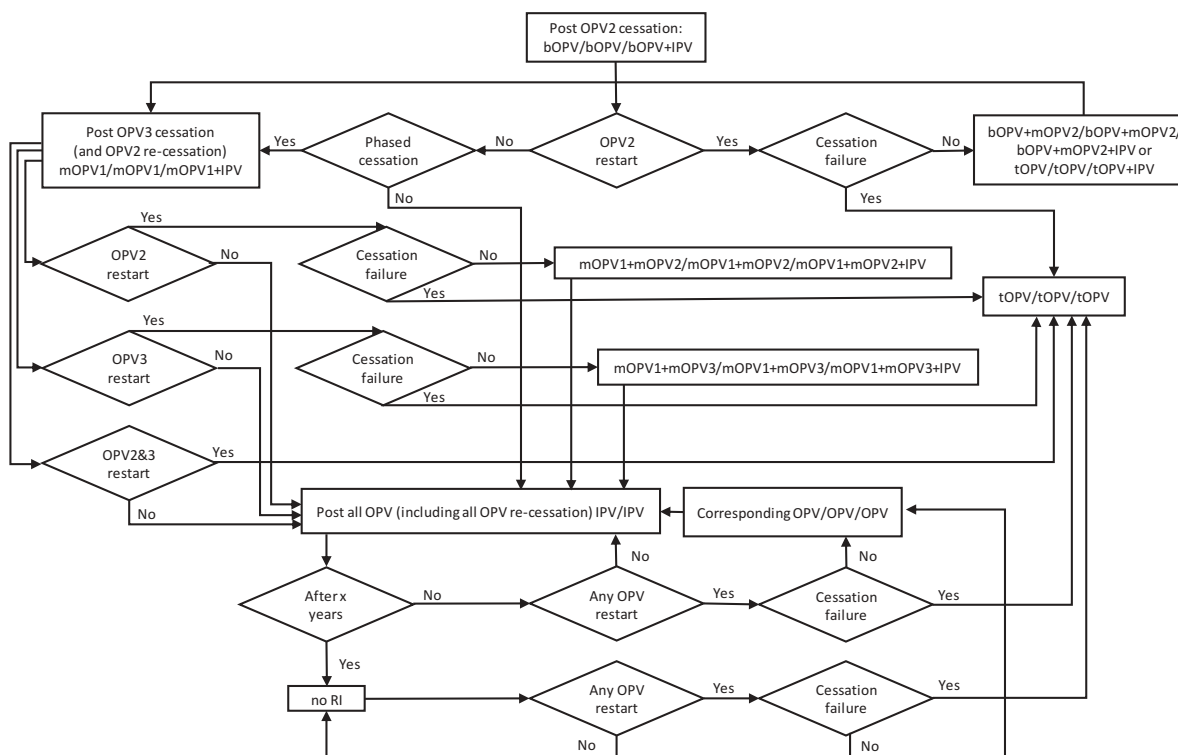 Post OPV2 cessation:
bOPV/bOPV/bOPV+IPV
Post OPV3 cessation
(and OPV2 re-cessation)
mOPV1/mOPV1/mOPV1+IPV
Yes
Phased
cessation
No
OPV2
restart
Yes
Cessation
failure
No
bOPV+mOPV2/bOPV+mOPV2/
bOPV+mOPV2+IPV or
tOPV/tOPV/tOPV+IPV
No
Yes
OPV2
restart
Yes
No
Cessation
failure
No
mOPV1+mOPV2/mOPV1+mOPV2/mOPV1+mOPV2+IPV
Yes
tOPV/tOPV/tOPV
OPV3
restart
Yes
No
Cessation
failure
No
mOPV1+mOPV3/mOPV1+mOPV3/mOPV1+mOPV3+IPV
Yes
OPV2&3
restart
Yes
No
Post all OPV (including all OPV re-cessation) IPV/IPV
Corresponding OPV/OPV/OPV
No
No
After x
years
No
Any OPV
restart
Yes
Cessation
failure
Yes
Yes
no RI
Any OPV
restart
Yes
Cessation
failure
Yes
No
No